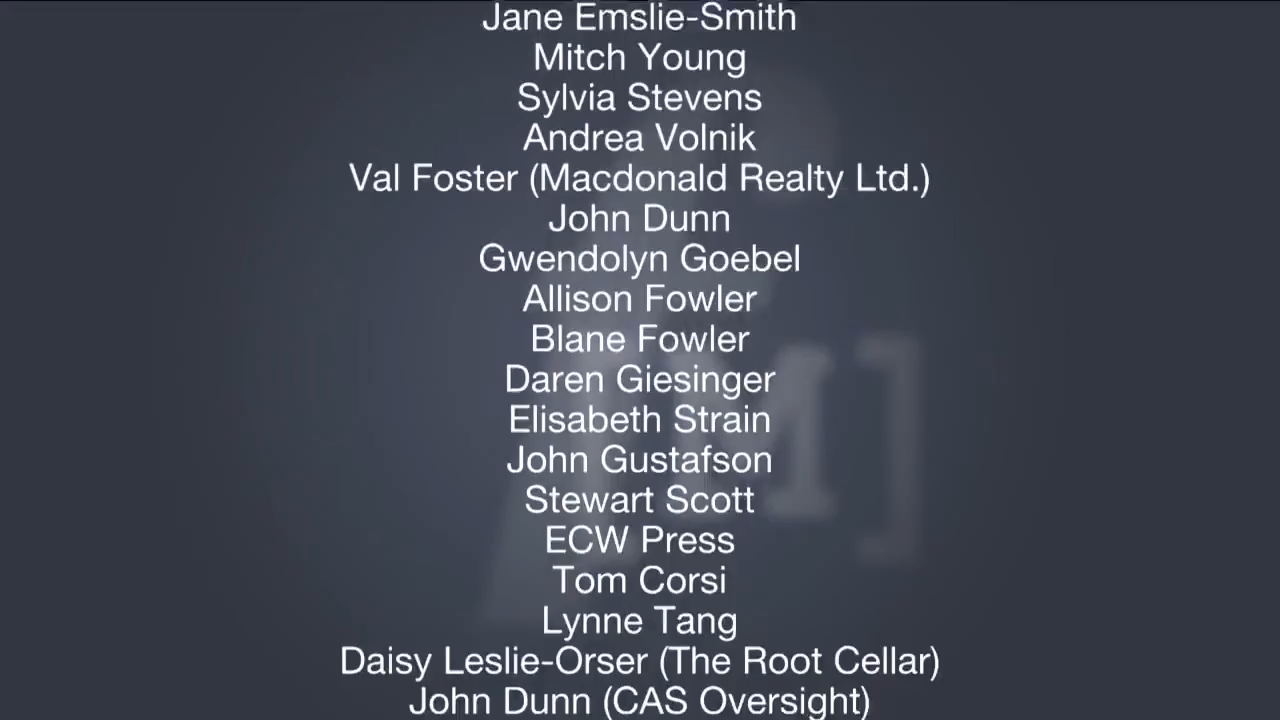 Jane Emslie-Smith
Mitch Young
Sylvia Stevens
Andrea Volnik
Val Foster (Macdonald Realty Ltd.)
John Dunn
Gwendolyn Goebel
Allison Fowler
Blane Fowler
Daren Giesinger
Elisabeth Strain
John Gustafson
Stewart Scott
ECW Press
Tom Corsi
Lynne Tang
Daisy Leslie-Orser (The Root Cellar)
John Dunn (CAS Oversight)
M]